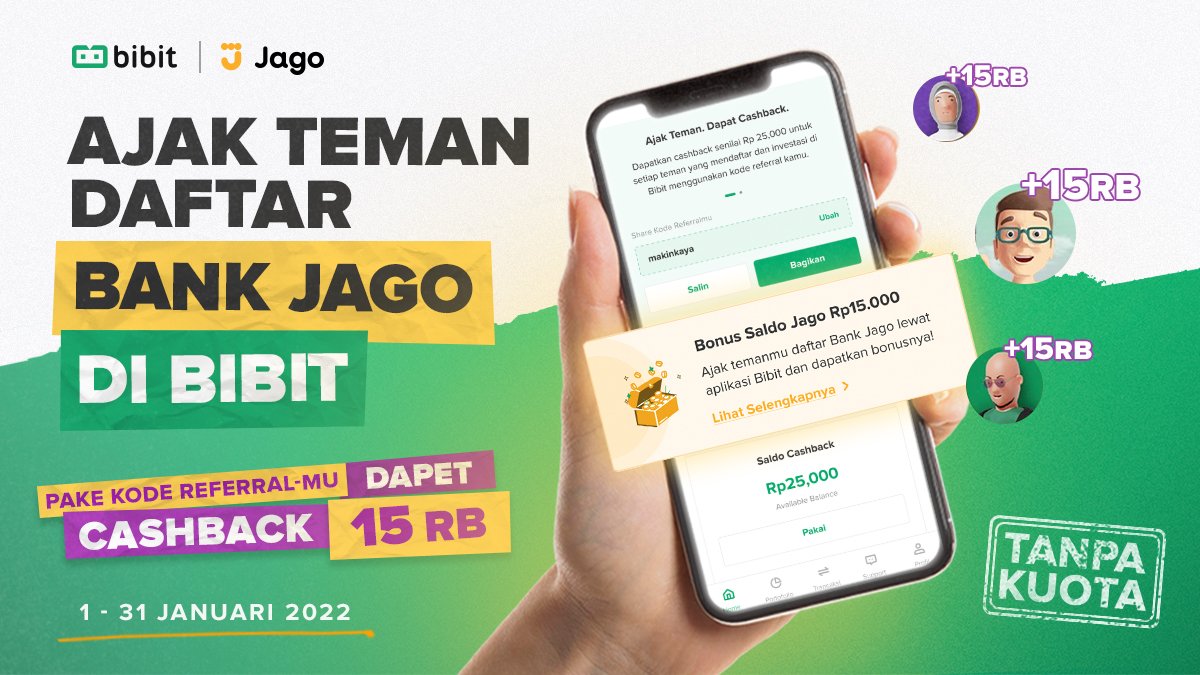 bibit | Jago
AJAK TEMAN
DAFTAR
BANK JAGO
DI BIBIT
PAKE KODE REFERRAL-MU DAPET
CASHBACK 15 RB
1 - 31 JANUARI 2022
Ajak Teman. Dapat Cashback.
Dapatkan cashback senilai Rp 25,000 untuk
setiap teman yang mendaftar dan investasi di
Bibit menggunakan kode referral kamu.
Share Kode Referralmu
Ubah
makinkaya
Salin
Bagikan
Bonus Saldo Jago Rp15.000
Ajak temanmu daftar Bank Jago lewat
aplikasi Bibit dan dapatkan bonusnya!
Lihat Selengkapnya >
Saldo Cashback
Rp25,000
Available Balance
Pakai
Home
Portofolio
Transaksi
Support
+15RB
+15RB
+15RB
TANPA
KUOTA